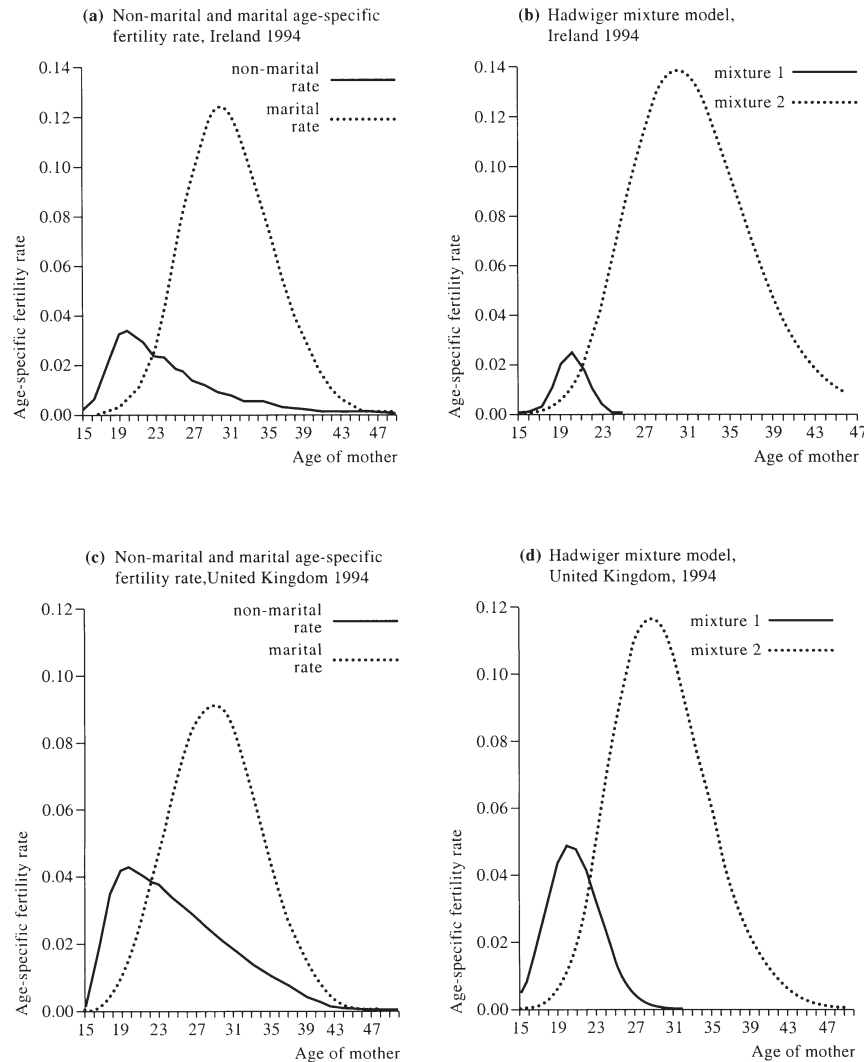 (a) Non-marital and marital age-specific
fertility rate, Ireland 1994
non-marital
rate
marital
rate
Age-specific fertility rate
0.14
0.12
0.10
0.08
0.06
0.04
0.02
0.00
15 19 23 27 31 35 39 43 47
Age of mother
(b) Hadwiger mixture model,
Ireland 1994
mixture 1
mixture 2
Age-specific fertility rate
0.14
0.12
0.10
0.08
0.06
0.04
0.02
0.00
15 19 23 27 31 35 39 43 47
Age of mother
(c) Non-marital and marital age-specific
fertility rate,United Kingdom 1994
non-marital
rate
marital
rate
Age-specific fertility rate
0.12
0.10
0.08
0.06
0.04
0.02
0.00
15 19 23 27 31 35 39 43 47
Age of mother
(d) Hadwiger mixture model,
United Kingdom, 1994
mixture 1
mixture 2
Age-specific fertility rate
0.12
0.10
0.08
0.06
0.04
0.02
0.00
15 19 23 27 31 35 39 43 47
Age of mother